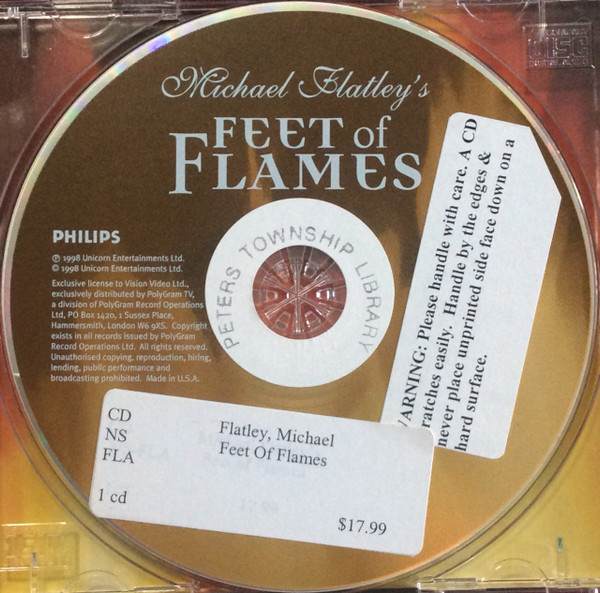 Michael Flatley's
FEET of
FLAMES
PHILIPS
℗ 1998 Unicorn Entertainments Ltd.
© 1998 Unicorn Entertainments Ltd.
Exclusive license to Vision Video Ltd.,
exclusively distributed by PolyGram TV,
a division of PolyGram Record Operations
Ltd, PO Box 1420, 1 Sussex Place,
Hammersmith, London W6 9XS. Copyright
exists in all records issued by PolyGram
Record Operations Ltd. All rights reserved.
Unauthorised copying, reproduction, hiring,
lending, public performance and
broadcasting prohibited. Made in U.S.A.
PETERS TOWNSHIP LIBRARY
ARNING: Please handle with care. A CD
ratches easily. Handle by the edges &
never place unprinted side face down on a
hard surface.
CD
NS
FLA
1 cd
Flatley, Michael
Feet Of Flames
$17.99
DISC